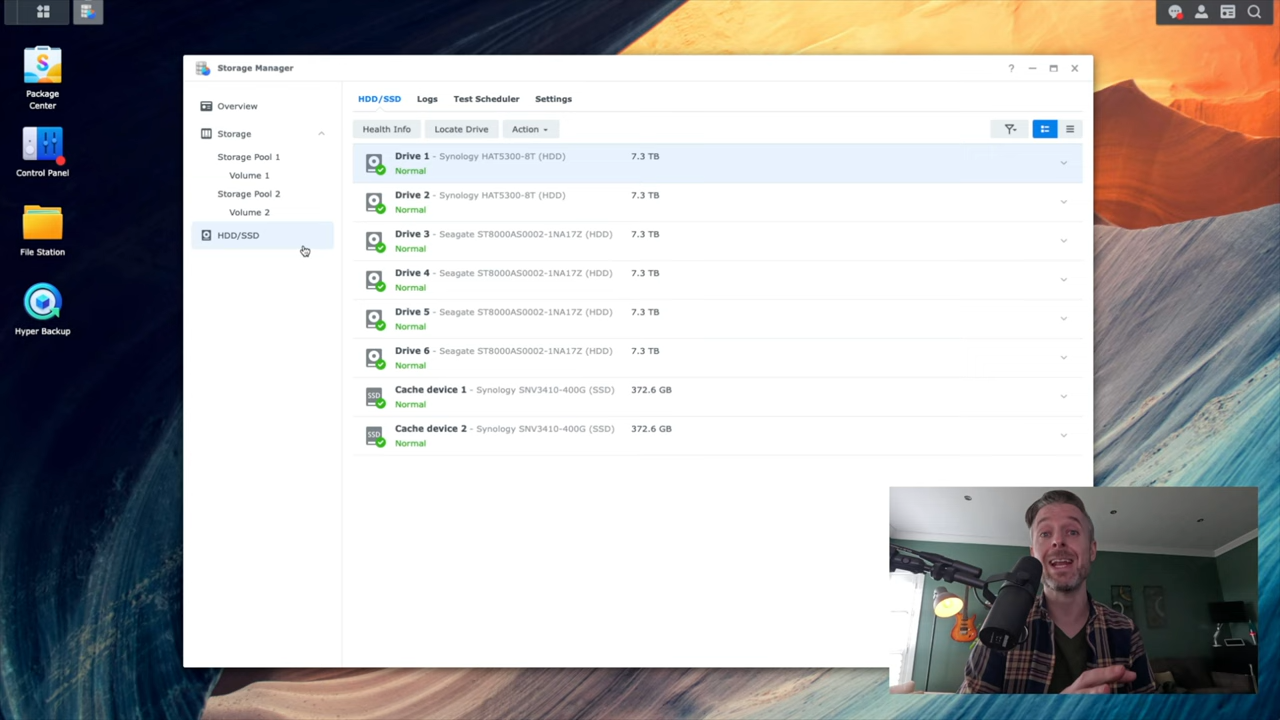 Package
Center
Control Panel
File Station
Hyper Backup
Storage Manager
?
Overview
Storage
Storage Pool 1
Volume 1
Storage Pool 2
Volume 2
HDD/SSD
HDD/SSD Logs Test Scheduler Settings
Health Info Locate Drive Action
Drive 1 - Synology HAT5300-8T (HDD) 7.3 TB
Normal
Drive 2 - Synology HAT5300-8T (HDD) 7.3 TB
Normal
Drive 3 - Seagate ST8000AS0002-1NA17Z (HDD) 7.3 TB
Normal
Drive 4 - Seagate ST8000AS0002-1NA17Z (HDD) 7.3 TB
Normal
Drive 5 - Seagate ST8000AS0002-1NA17Z (HDD) 7.3 TB
Normal
Drive 6 - Seagate ST8000AS0002-1NA17Z (HDD) 7.3 TB
Normal
SSD Cache device 1 - Synology SNV3410-400G (SSD) 372.6 GB
Normal
SSD Cache device 2 - Synology SNV3410-400G (SSD) 372.6 GB
Normal